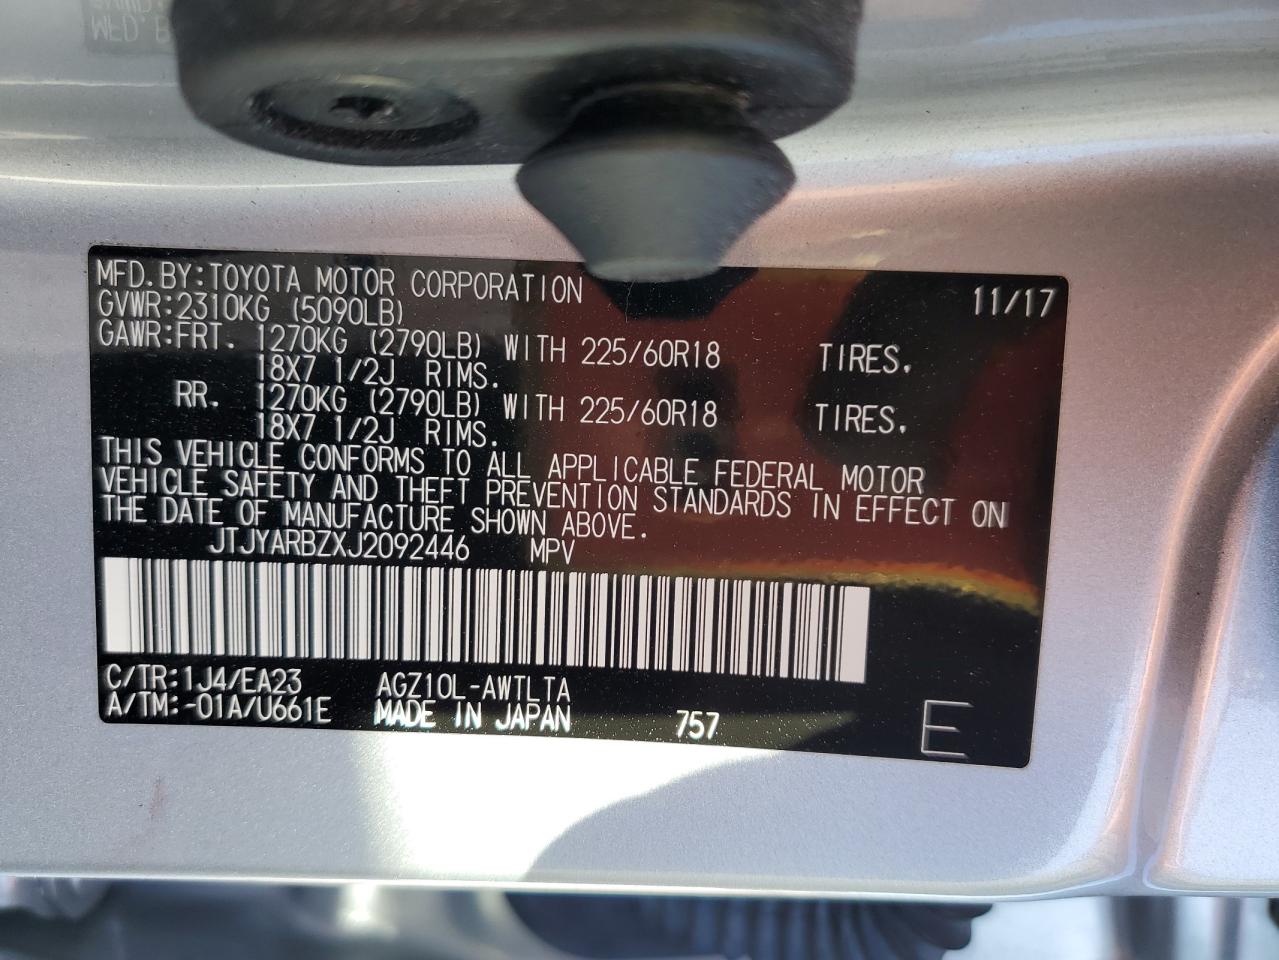 MFD.BY:TOYOTA MOTOR CORPORATION 11/17
GVWR:2310KG (5090LB)
GAWR:FRT. 1270KG (2790LB) WITH 225/60R18 TIRES.
18X7 1/2J RIMS.
RR. 1270KG (2790LB) WITH 225/60R18 TIRES.
18X7 1/2J RIMS.
THIS VEHICLE CONFORMS TO ALL APPLICABLE FEDERAL MOTOR
VEHICLE SAFETY AND THEFT PREVENTION STANDARDS IN EFFECT ON
THE DATE OF MANUFACTURE SHOWN ABOVE.
JTJYARBZXJ2092446 MPV
C/TR:1J4/EA23 AGZ10L-AWTLTA
A/TM:-01A/U661E MADE IN JAPAN 757 E